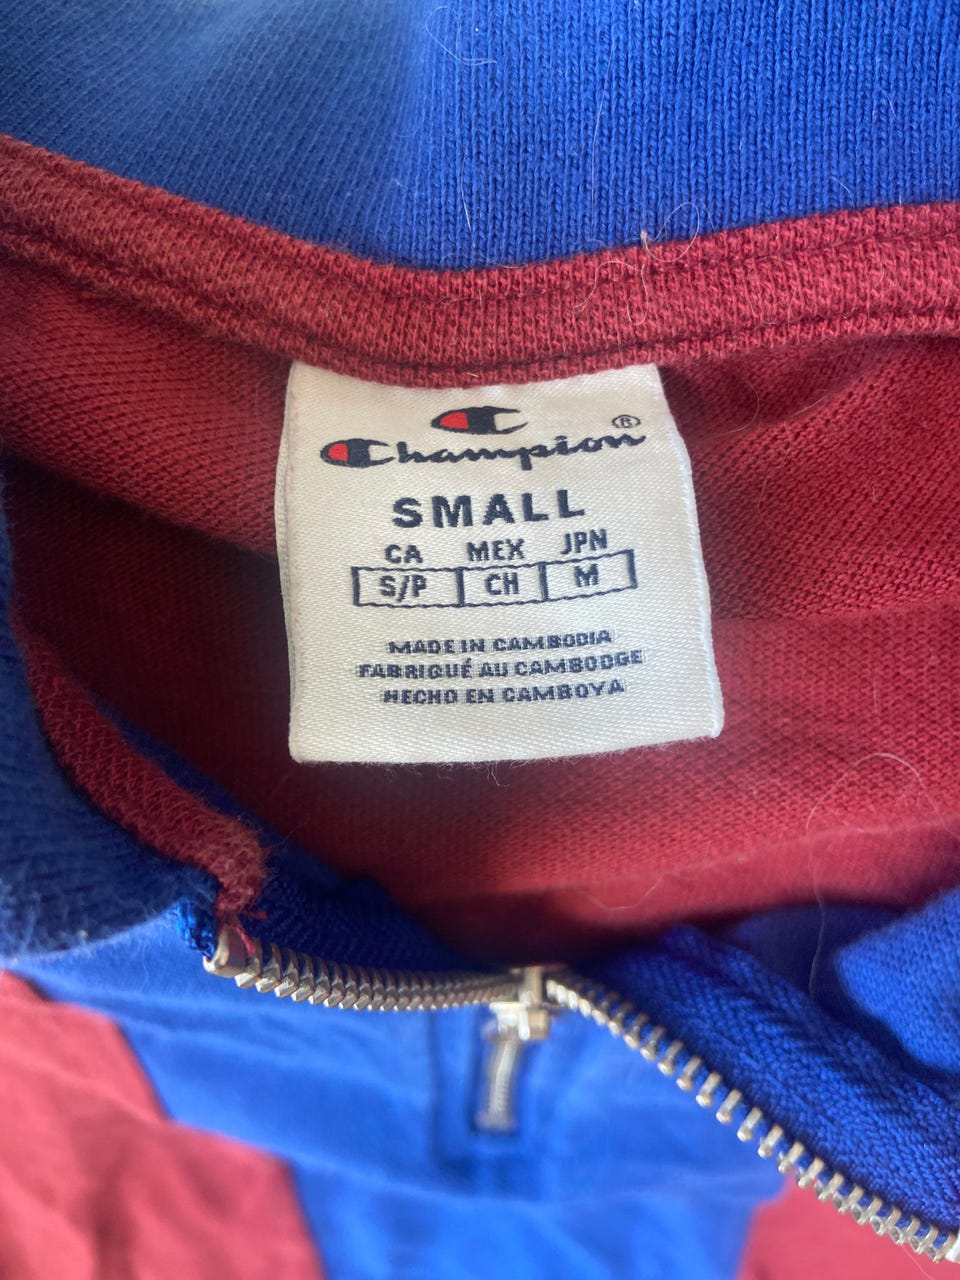 Champion®
SMALL
CA MEX JPN
S/P CH M
MADE IN CAMBODIA
FABRIQUÉ AU CAMBODGE
HECHO EN CAMBOYA